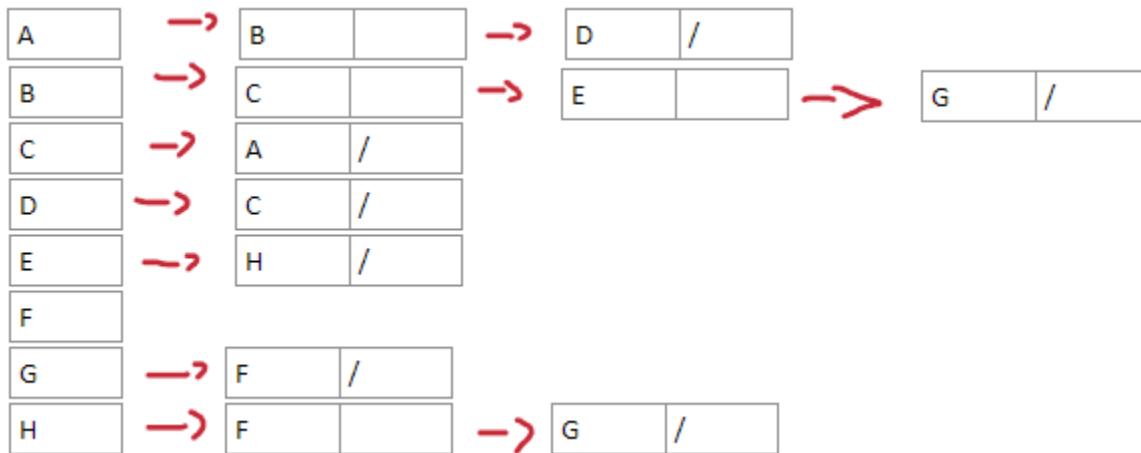 A B D /
B C E G /
C A /
D C /
E H /
F
G F /
H F G /